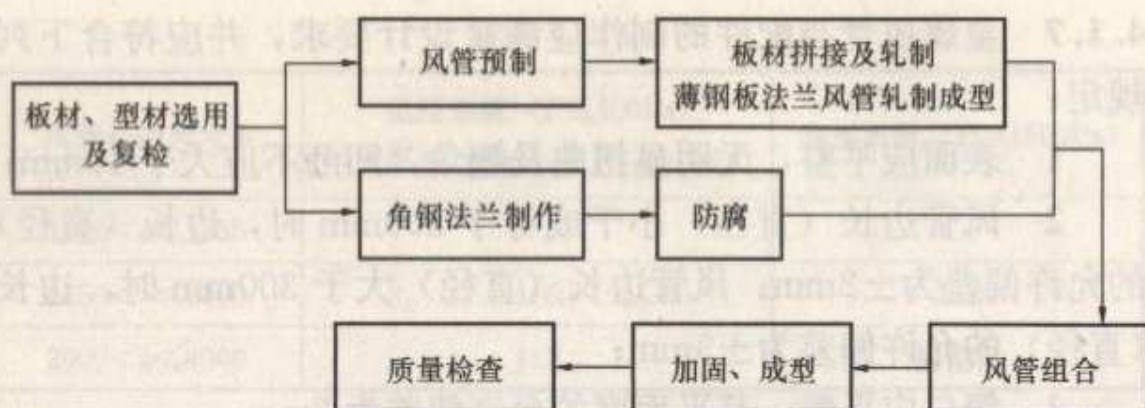 风管预制
板材拼接及轧制
薄钢板法兰风管轧制成型
板材、型材选用
及复检
角钢法兰制作
防腐
质量检查
加固、成型
风管组合